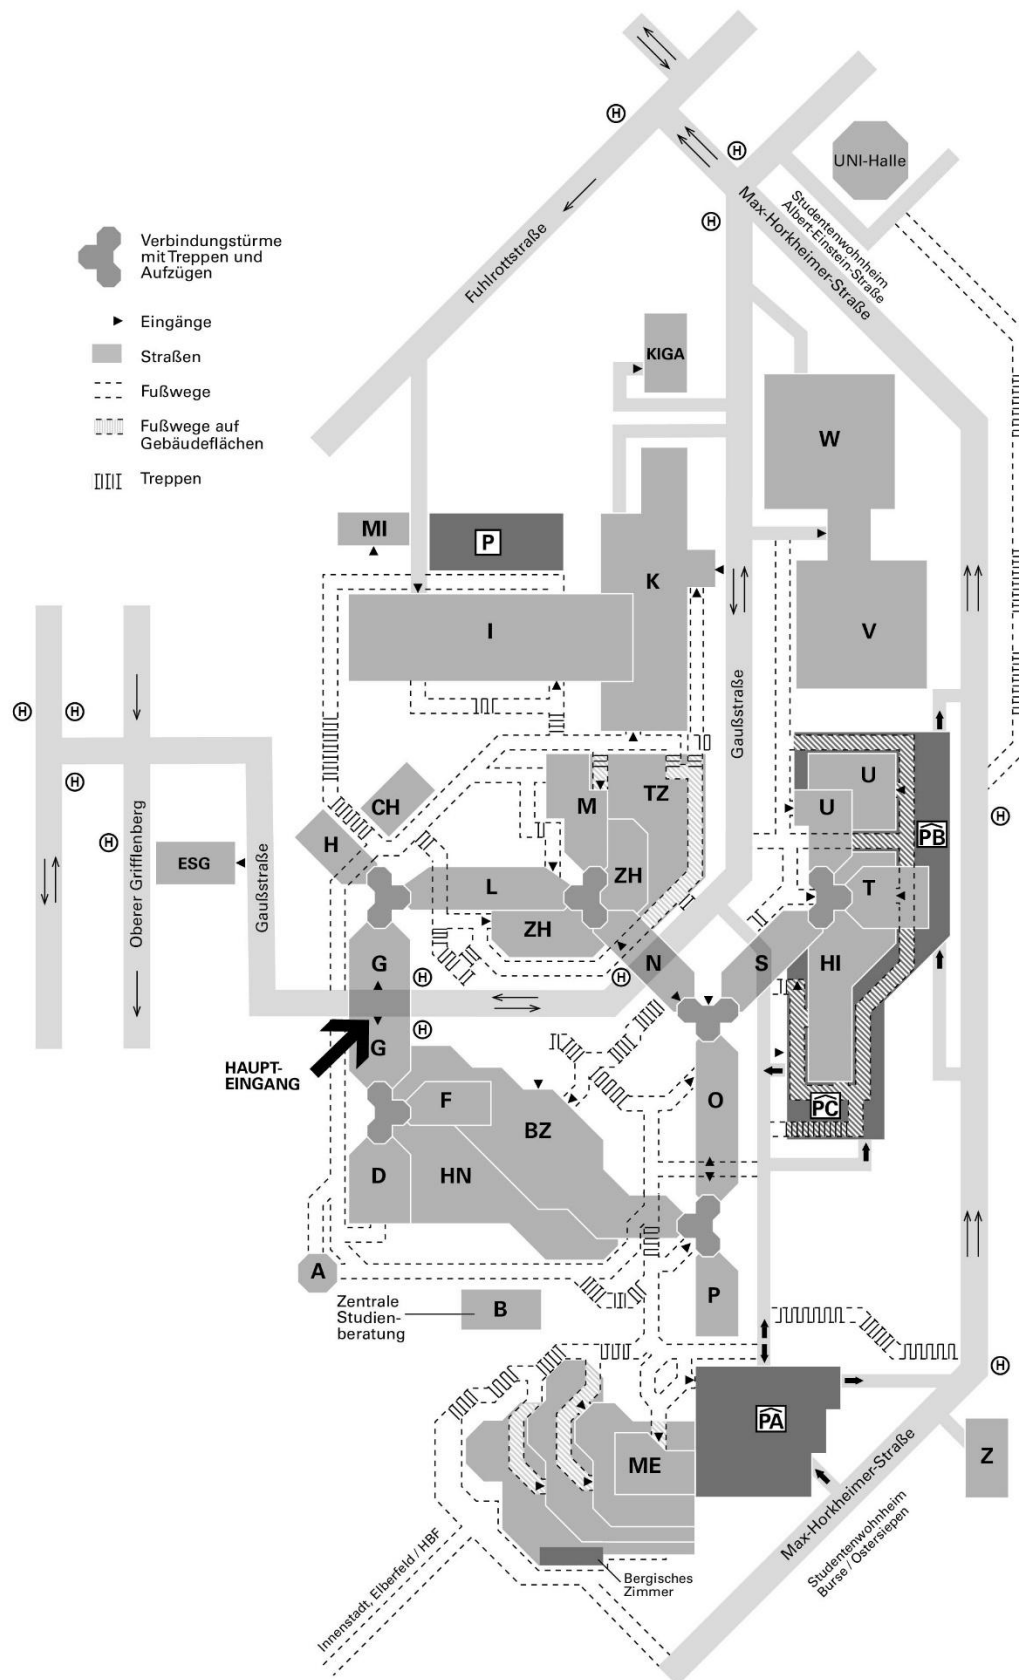 H
H
H
UNI-Halle
Studentenwohnheim
Albert-Einstein-Straße
Max-Horkheimer-Straße
Fuhlrottstraße
Verbindungstürme
mit Treppen und
Aufzügen
Eingänge
Straßen
Fußwege
Fußwege auf
Gebäudeflächen
Treppen
KIGA
W
MI
P
K
I
V
Gaußstraße
H
H
H
H
Oberer Grifflenberg
Gaußstraße
ESG
CH
H
M
TZ
U
U
PB
H
L
ZH
ZH
T
G
H
N
S
HI
G
H
H
HAUPT-
EINGANG
F
BZ
O
PC
D
HN
A
B
P
Zentrale
Studien-
beratung
H
PA
ME
Z
Max-Horkheimer-Straße
Studentenwohnheim
Burse / Ostersiepen
Bergisches
Zimmer
Innenstadt, Elberfeld / HBF